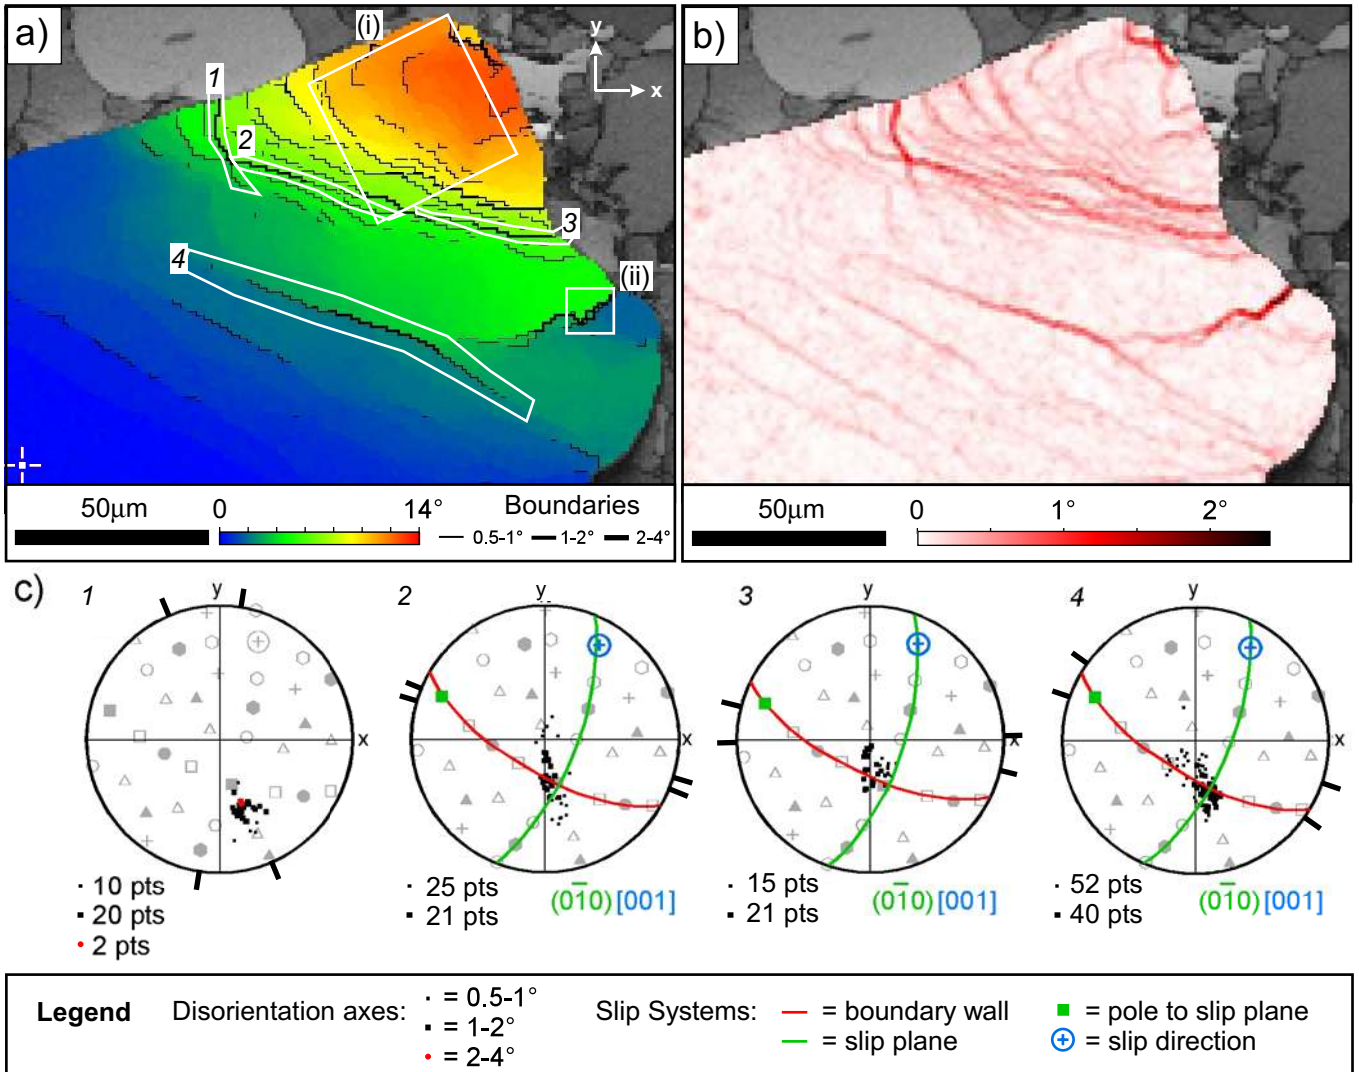 a)
(i)
y
x
1
2
3
4
(ii)
50μm
0
14°
Boundaries
0.5-1°
1-2°
2-4°
b)
50μm
0
1°
2°
c)
1
y
x
10 pts
20 pts
2 pts
2
y
x
25 pts
21 pts
(01̅0)[001]
3
y
x
15 pts
21 pts
(01̅0)[001]
4
y
x
52 pts
40 pts
(01̅0)[001]
Legend
Disorientation axes:
= 0.5-1°
= 1-2°
= 2-4°
Slip Systems:
= boundary wall
= slip plane
= pole to slip plane
= slip direction